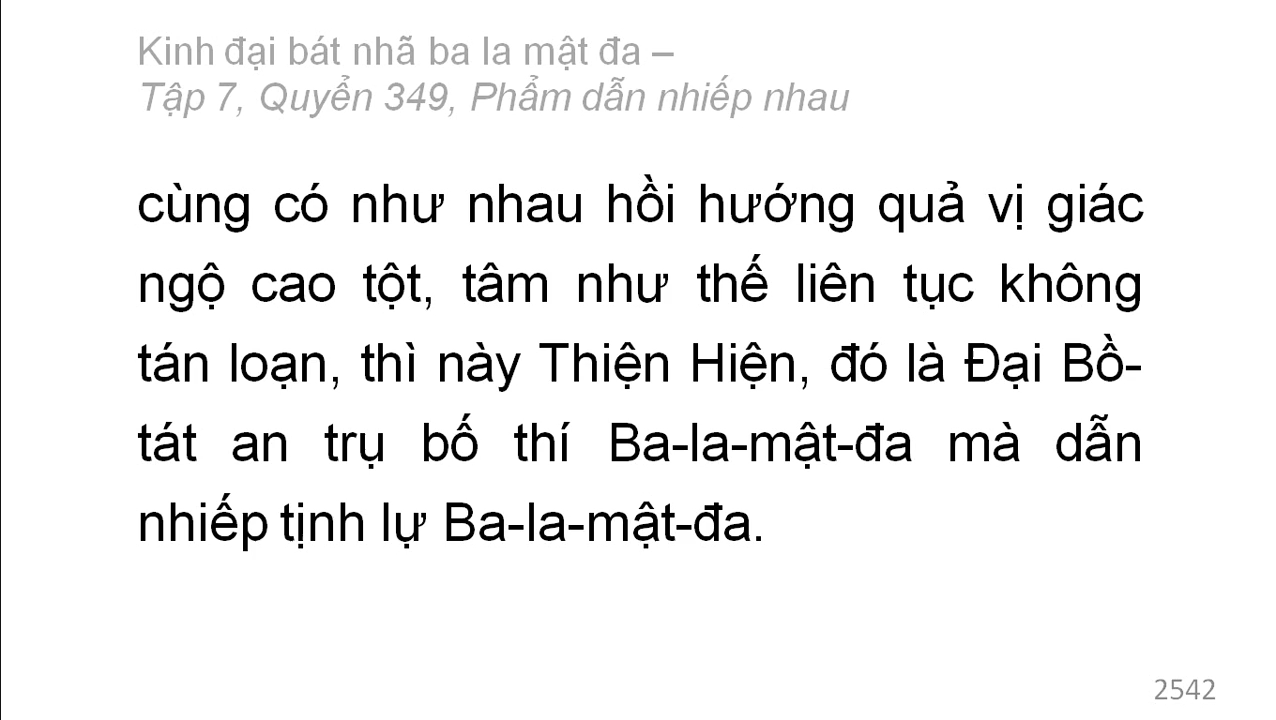 Kinh đại bát nhã ba la mật đa –
Tập 7, Quyển 349, Phẩm dẫn nhiếp nhau
cùng có như nhau hồi hướng quả vị giác
ngộ cao tột, tâm như thế liên tục không
tán loạn, thì này Thiện Hiện, đó là Đại Bồ-
tát an trụ bố thí Ba-la-mật-đa mà dẫn
nhiếp tịnh lự Ba-la-mật-đa.
2542